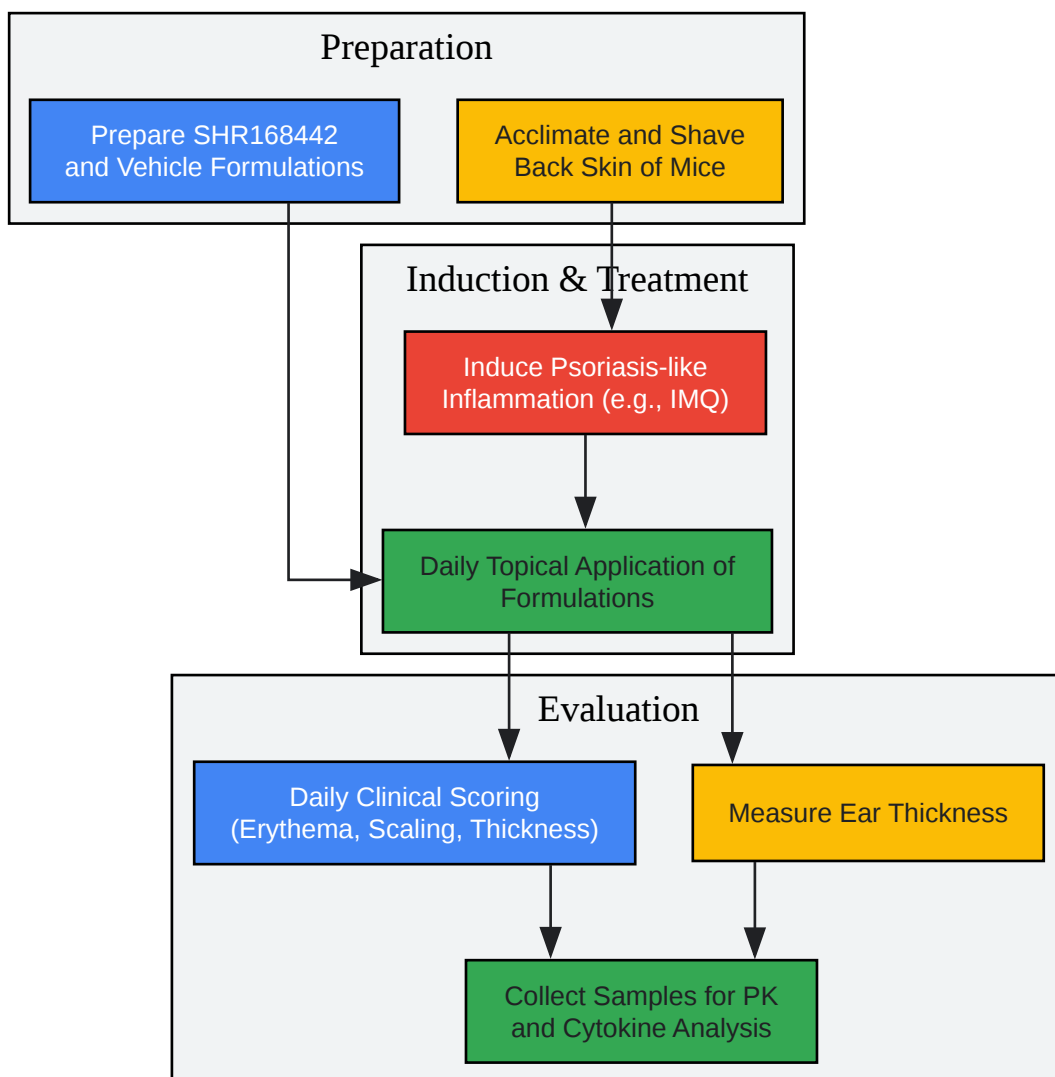 Preparation
Prepare SHR168442
and Vehicle Formulations
Acclimate and Shave
Back Skin of Mice
Induction & Treatment
Induce Psoriasis-like
Inflammation (e.g., IMQ)
Daily Topical Application of
Formulations
Evaluation
Daily Clinical Scoring
(Erythema, Scaling, Thickness)
Measure Ear Thickness
Collect Samples for PK
and Cytokine Analysis